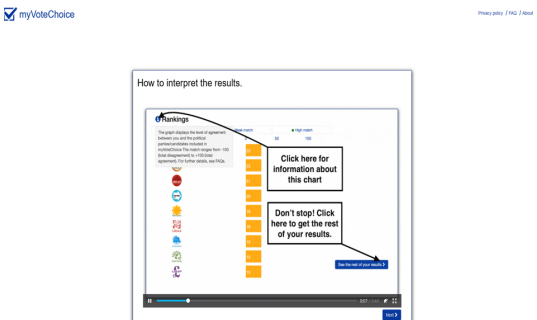 myVoteChoice
Privacy policy / FAQ / About
How to interpret the results.
Rankings
The graph displays the level of agreement
between you and the political
parties/candidates included in
myVoteChoice The match ranges from -100
(total disagreement) to +100 (total
agreement). For further details, see FAQs.
match
High match
50
100
Click here for
information about
this chart
Don't stop! Click
here to get the rest
of your results.
See the rest of your results
0:07
Next